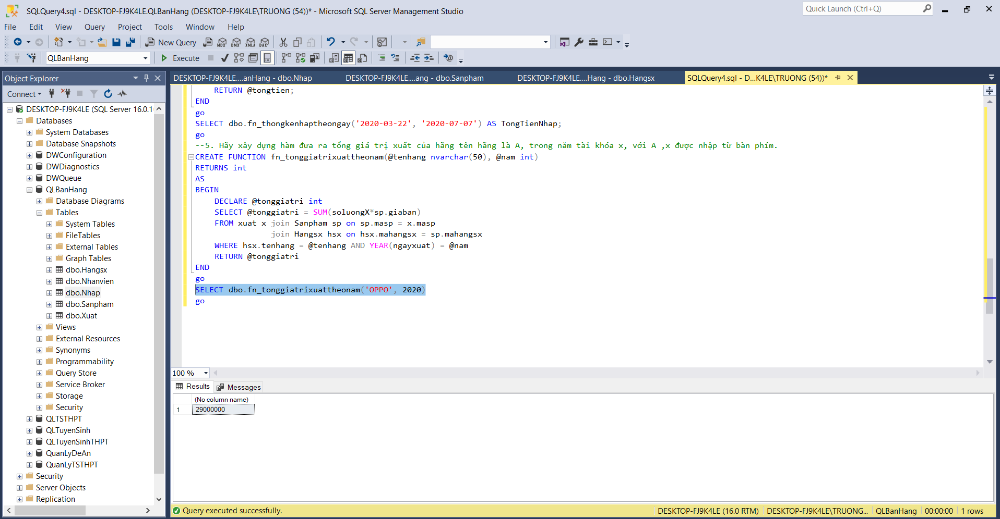 SQLQuery4.sql - DESKTOP-FJ9K4LE.QLBanHang (DESKTOP-FJ9K4LE\TRUONG (54))* - Microsoft SQL Server Management Studio
Quick Launch (Ctrl+Q)
File Edit View Query Project Tools Window Help
New Query MDX DMX XMLA DAX
QLBanHang Execute
Object Explorer
Connect
DESKTOP-FJ9K4LE (SQL Server 16.0.1
Databases
System Databases
Database Snapshots
DWConfiguration
DWDiagnostics
DWQueue
QLBanHang
Database Diagrams
Tables
System Tables
FileTables
External Tables
Graph Tables
dbo.Hangsx
dbo.Nhanvien
dbo.Nhap
dbo.Sanpham
dbo.Xuat
Views
External Resources
Synonyms
Programmability
Query Store
Service Broker
Storage
Security
QLTSTHPT
QLTuyenSinh
QLTuyenSinhTHPT
QuanLyDeAn
QuanLyTSTHPT
Security
Server Objects
Replication
DESKTOP-FJ9K4LE....anHang - dbo.Nhap DESKTOP-FJ9K4LE....ang - dbo.Sanpham DESKTOP-FJ9K4LE....Hang - dbo.Hangsx SQLQuery4.sql - D...K4LE\TRUONG (54))*
RETURN @tongtien;
END
go
SELECT dbo.fn_thongkenhaptheongay('2020-03-22', '2020-07-07') AS TongTienNhap;
go
--5. Hãy xây dựng hàm đưa ra tổng giá trị xuất của hãng tên hãng là A, trong năm tài khóa x, với A ,x được nhập từ bàn phím.
CREATE FUNCTION fn_tonggiatrixuattheonam(@tenhang nvarchar(50), @nam int)
RETURNS int
AS
BEGIN
DECLARE @tonggiatri int
SELECT @tonggiatri = SUM(soluongX*sp.giaban)
FROM xuat x join Sanpham sp on sp.masp = x.masp
join Hangsx hsx on hsx.mahangsx = sp.mahangsx
WHERE hsx.tenhang = @tenhang AND YEAR(ngayxuat) = @nam
RETURN @tonggiatri
END
go
SELECT dbo.fn_tonggiatrixuattheonam('OPPO', 2020)
go
100 %
Results Messages
(No column name)
1 29000000
Query executed successfully. DESKTOP-FJ9K4LE (16.0 RTM) DESKTOP-FJ9K4LE\TRUONG... QLBanHang 00:00:00 1 rows